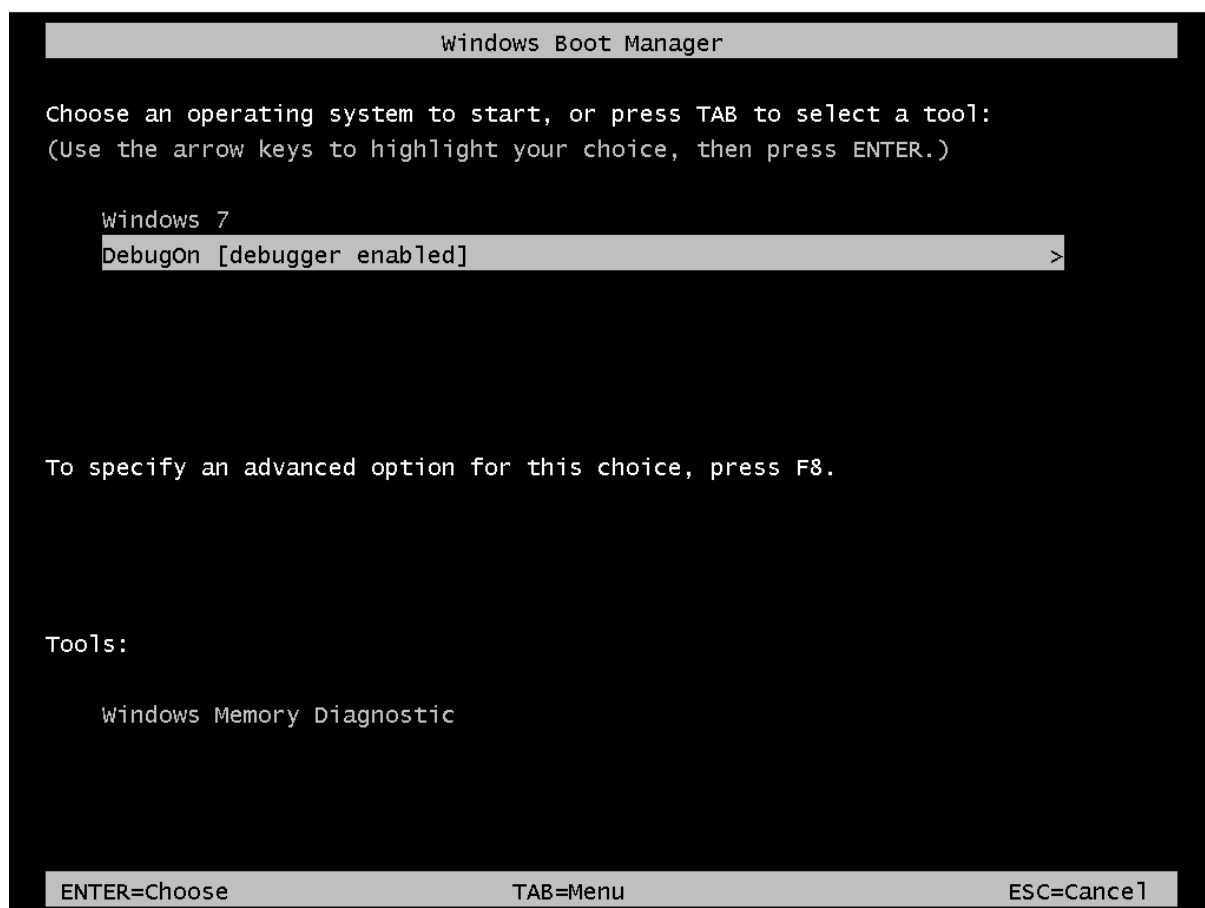 Windows Boot Manager
Choose an operating system to start, or press TAB to select a tool:
(Use the arrow keys to highlight your choice, then press ENTER.)
Windows 7
DebugOn [debugger enabled] >
To specify an advanced option for this choice, press F8.
Tools:
Windows Memory Diagnostic
ENTER=Choose TAB=Menu ESC=Cancel